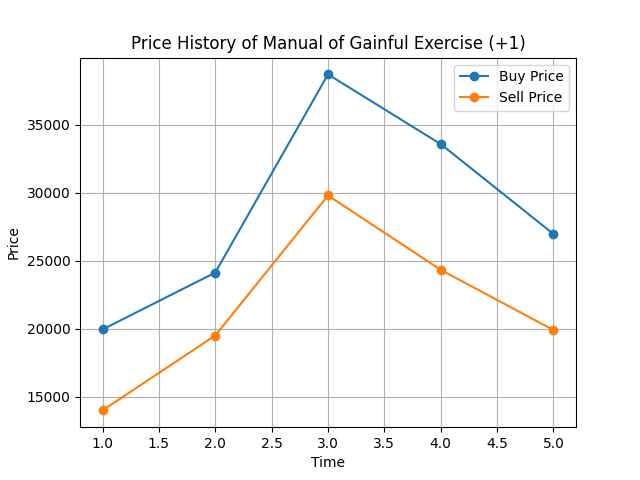 Price History of Manual of Gainful Exercise (+1)
Buy Price
Sell Price
Price
35000
30000
25000
20000
15000
1.0 1.5 2.0 2.5 3.0 3.5 4.0 4.5 5.0
Time